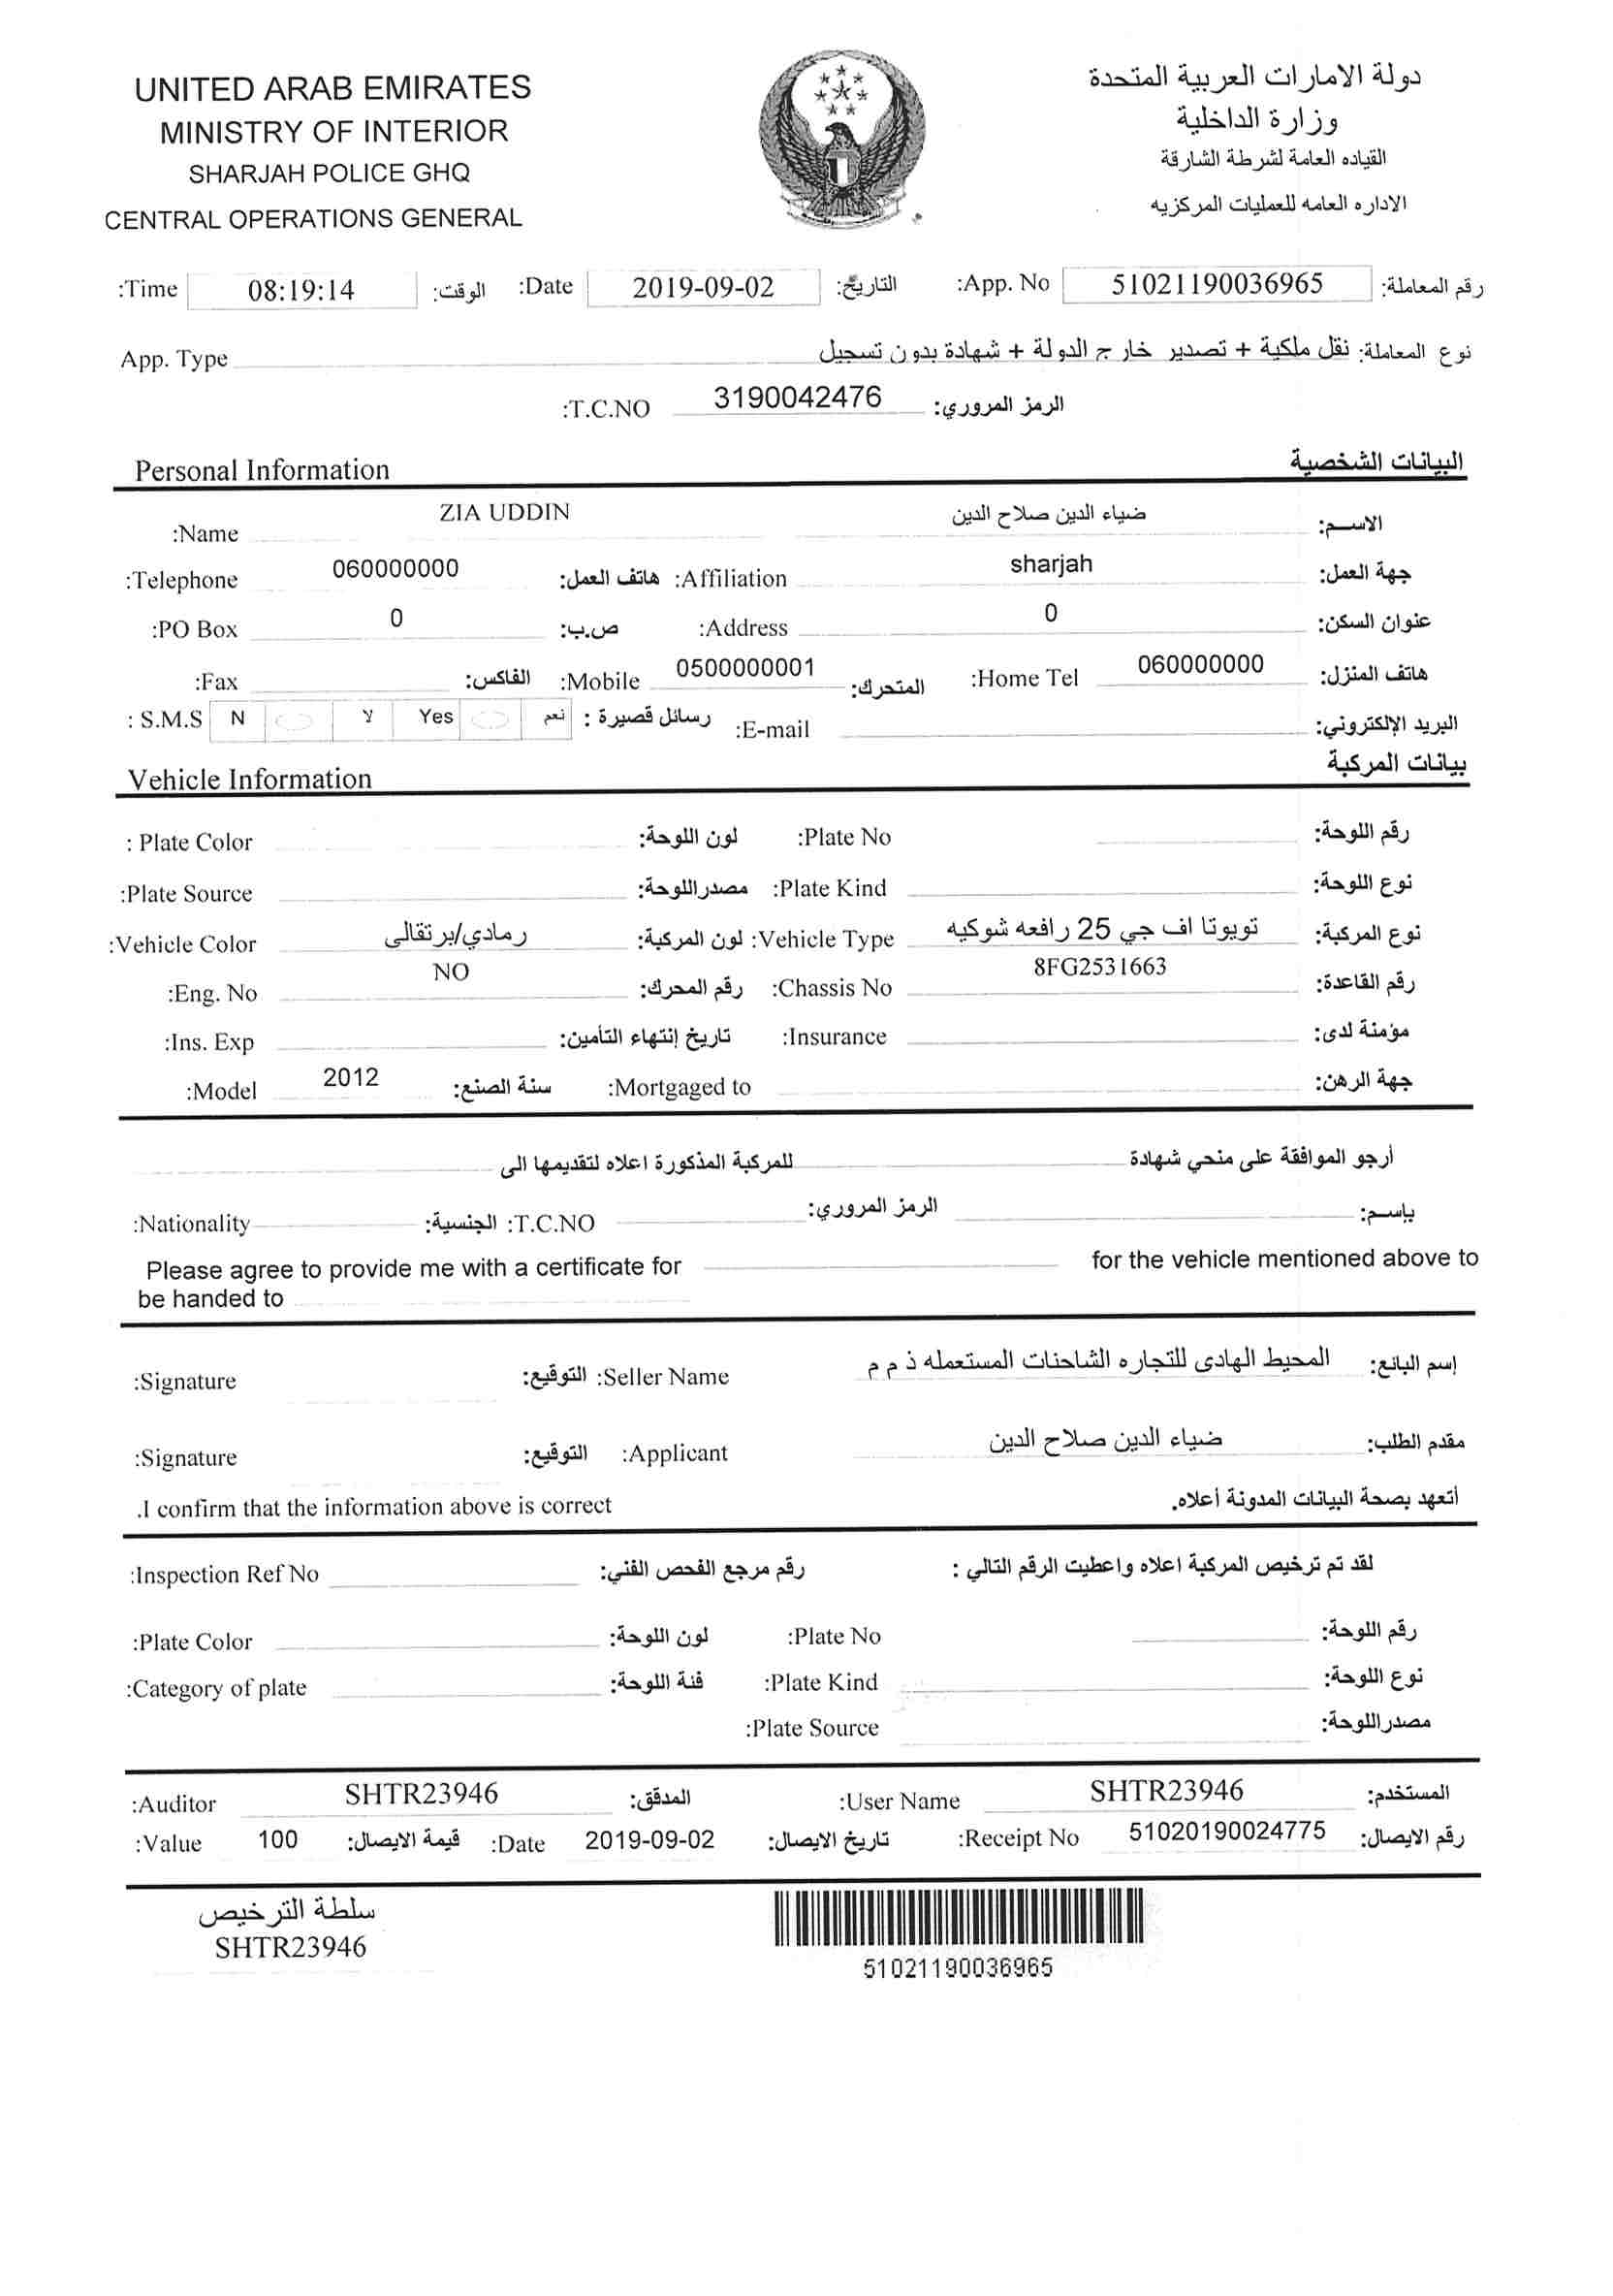 UNITED ARAB EMIRATES
MINISTRY OF INTERIOR
SHARJAH POLICE GHQ
CENTRAL OPERATIONS GENERAL
دولة الامارات العربية المتحدة
وزارة الداخلية
القياده العامة لشرطة الشارقة
الاداره العامه للعمليات المركزيه
:Time 08:19:14 الوقت: :Date 2019-09-02 التاريخ: :App. No 51021190036965 رقم المعاملة:
App. Type نوع المعاملة: نقل ملكية + تصدير خارج الدولة + شهادة بدون تسجيل
:T.C.NO 3190042476 الرمز المروري:
Personal Information البيانات الشخصية
:Name ZIA UDDIN ضياء الدين صلاح الدين الاسم:
:Telephone 060000000 هاتف العمل: :Affiliation sharjah جهة العمل:
:PO Box 0 ص.ب: :Address 0 عنوان السكن:
:Fax الفاكس: :Mobile 0500000001 المتحرك: :Home Tel 060000000 هاتف المنزل:
: S.M.S N لا Yes نعم رسائل قصيرة : :E-mail البريد الإلكتروني:
Vehicle Information بيانات المركبة
: Plate Color لون اللوحة: :Plate No رقم اللوحة:
:Plate Source مصدراللوحة: :Plate Kind نوع اللوحة:
:Vehicle Color رمادي/برتقالى لون المركبة: :Vehicle Type تويوتا اف جي 25 رافعه شوكيه نوع المركبة:
:Eng. No NO رقم المحرك: :Chassis No 8FG2531663 رقم القاعدة:
:Ins. Exp تاريخ إنتهاء التأمين: :Insurance مؤمنة لدى:
:Model 2012 سنة الصنع: :Mortgaged to جهة الرهن:
أرجو الموافقة على منحي شهادة للمركبة المذكورة اعلاه لتقديمها الى
:Nationality الجنسية: :T.C.NO الرمز المروري: بإسم:
Please agree to provide me with a certificate for for the vehicle mentioned above to
be handed to
:Signature التوقيع: :Seller Name المحيط الهادى للتجاره الشاحنات المستعمله ذ م م إسم البائع:
:Signature التوقيع: :Applicant ضياء الدين صلاح الدين مقدم الطلب:
.I confirm that the information above is correct أتعهد بصحة البيانات المدونة أعلاه.
:Inspection Ref No رقم مرجع الفحص الفني: لقد تم ترخيص المركبة اعلاه واعطيت الرقم التالي :
:Plate Color لون اللوحة: :Plate No رقم اللوحة:
:Category of plate فئة اللوحة: :Plate Kind نوع اللوحة:
:Plate Source مصدراللوحة:
:Auditor SHTR23946 المدقق: :User Name SHTR23946 المستخدم:
:Value 100 قيمة الايصال: :Date 2019-09-02 تاريخ الايصال: :Receipt No 51020190024775 رقم الايصال:
سلطة الترخيص
SHTR23946
51021190036965